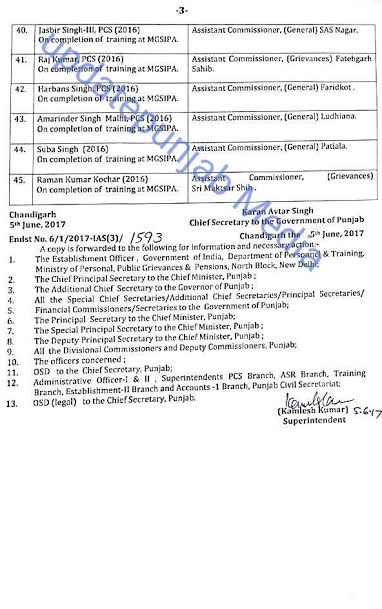 -3-
40. Jasbir Singh-III, PCS (2016) Assistant Commissioner, (General) SAS Nagar.
On completion of training at MGSIPA.
41. Raj Kumar, PCS (2016) Assistant Commissioner, (Grievances) Fatehgarh
On completion of training at MGSIPA. Sahib.
42. Harbans Singh, PCS (2016) Assistant Commissioner, (General) Faridkot.
On completion of training at MGSIPA.
43. Amarinder Singh Malhi, PCS (2016) Assistant Commissioner, (General) Ludhiana.
On completion of training at MGSIPA.
44. Suba Singh (2016) Assistant Commissioner, (General) Patiala.
On completion of training at MGSIPA.
45. Raman Kumar Kochar (2016) Assistant Commissioner, (Grievances)
On completion of training at MGSIPA. Sri Muktsar Shib.
updatepunjab Media
Chandigarh Karan Avtar Singh
5th June, 2017 Chief Secretary to the Government of Punjab
Endst No. 6/1/2017-IAS(3)/ 1593 Chandigarh the 5th June, 2017
A copy is forwarded to the following for information and necessary action:-
1. The Establishment Officer, Government of India, Department of Personnel & Training,
Ministry of Personal, Public Grievances & Pensions, North Block, New Delhi;
2. The Chief Principal Secretary to the Chief Minister, Punjab;
3. The Additional Chief Secretary to the Governor of Punjab;
4. All the Special Chief Secretaries/Additional Chief Secretaries/Principal Secretaries/
5. Financial Commissioners/Secretaries to the Government of Punjab;
6. The Principal Secretary to the Chief Minister, Punjab;
7. The Special Principal Secretary to the Chief Minister, Punjab;
8. The Deputy Principal Secretary to the Chief Minister, Punjab;
9. All the Divisional Commissioners and Deputy Commissioners, Punjab;
10. The officers concerned;
11. OSD to the Chief Secretary, Punjab;
12. Administrative Officer-I & II, Superintendents PCS Branch, ASR Branch, Training
Branch, Establishment-II Branch and Accounts -1 Branch, Punjab Civil Secretariat;
13. OSD (legal) to the Chief Secretary, Punjab.
(Kamlesh Kumar) 5-6-17
Superintendent